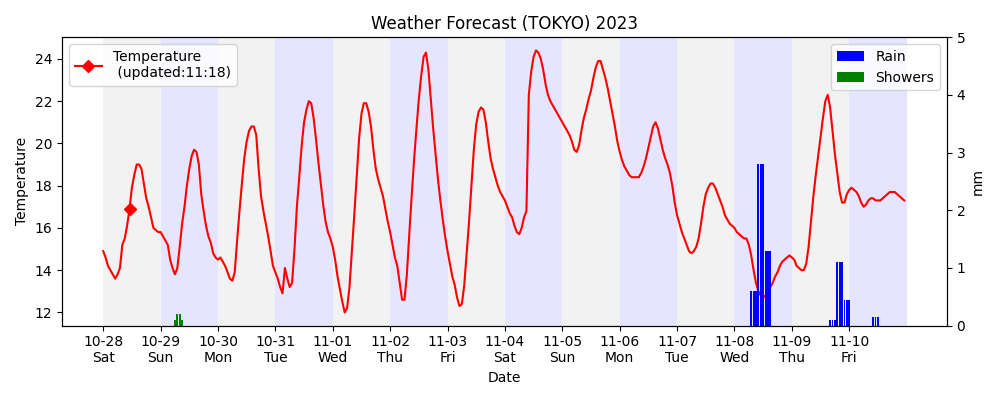 Weather Forecast (TOKYO) 2023
Temperature
(updated:11:18)
Rain
Showers
Temperature
24
22
20
18
16
14
12
5
4
3
2
1
0
mm
10-28 10-29 10-30 10-31 11-01 11-02 11-03 11-04 11-05 11-06 11-07 11-08 11-09 11-10
Sat Sun Mon Tue Wed Thu Fri Sat Sun Mon Tue Wed Thu Fri
Date